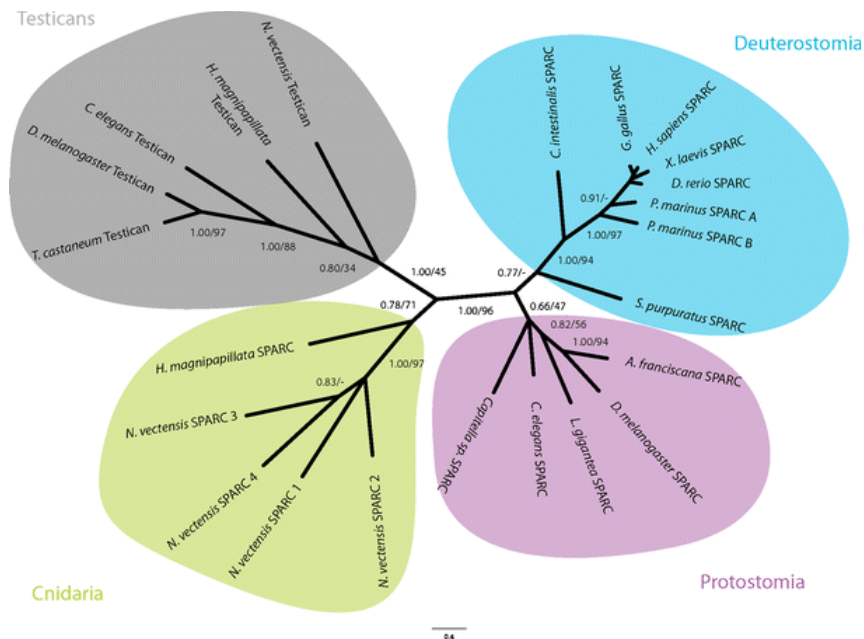 Testicans
Deuterostomia
N. vectensis Testican
H. magnipapillata
Testican
C. elegans Testican
D. melanogaster Testican
T. castaneum Testican
1.00/97
1.00/88
0.80/34
1.00/45
C. intestinalis SPARC
G. gallus SPARC
H. sapiens SPARC
X. laevis SPARC
D. rerio SPARC
P. marinus SPARC A
P. marinus SPARC B
S. purpuratus SPARC
0.91/-
1.00/97
1.00/94
0.77/-
1.00/96
0.78/71
0.66/47
0.82/56
1.00/94
H. magnipapillata SPARC
1.00/97
0.83/-
N. vectensis SPARC 3
N. vectensis SPARC 4
N. vectensis SPARC 1
N. vectensis SPARC 2
A. franciscana SPARC
D. melanogaster SPARC
L. gigantea SPARC
C. elegans SPARC
Capitella sp. SPARC
Cnidaria
Protostomia